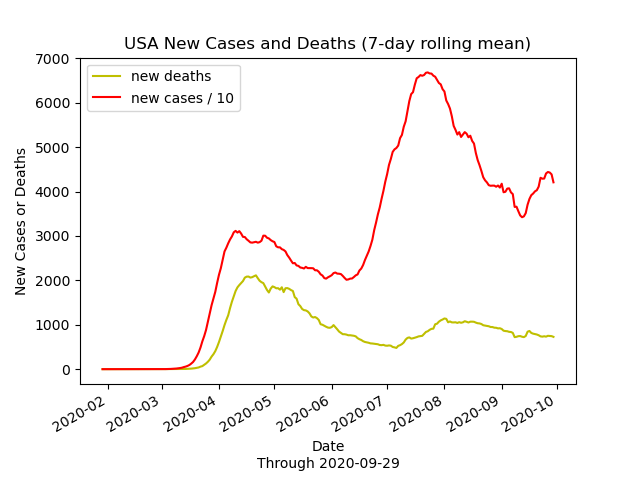 USA New Cases and Deaths (7-day rolling mean)
new deaths
new cases / 10
New Cases or Deaths
7000
6000
5000
4000
3000
2000
1000
0
2020-02
2020-03
2020-04
2020-05
2020-06
2020-07
2020-08
2020-09
2020-10
Date
Through 2020-09-29